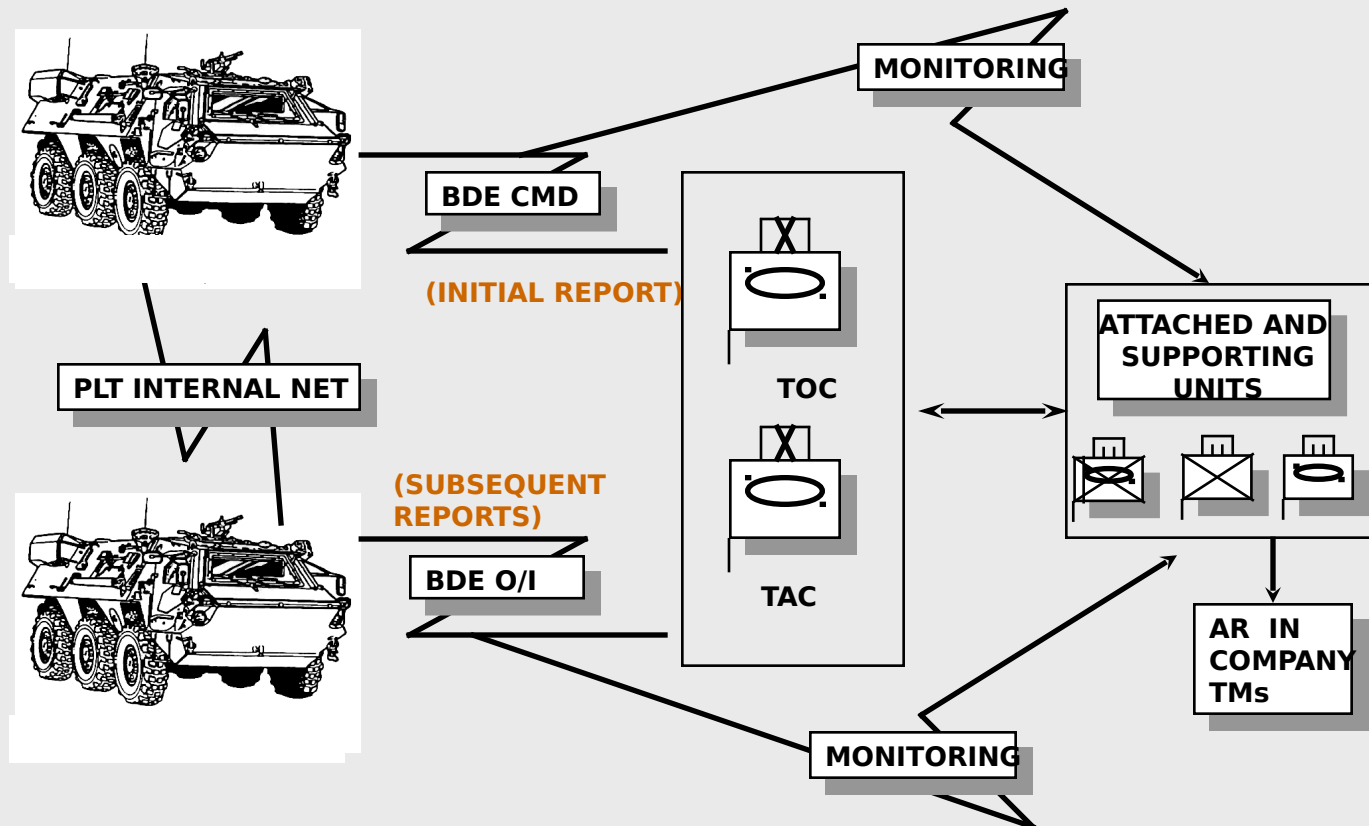 MONITORING
BDE CMD
(INITIAL REPORT)
ATTACHED AND
SUPPORTING
UNITS
PLT INTERNAL NET
TOC
(SUBSEQUENT
REPORTS)
BDE O/I
TAC
AR IN
COMPANY
TMs
MONITORING